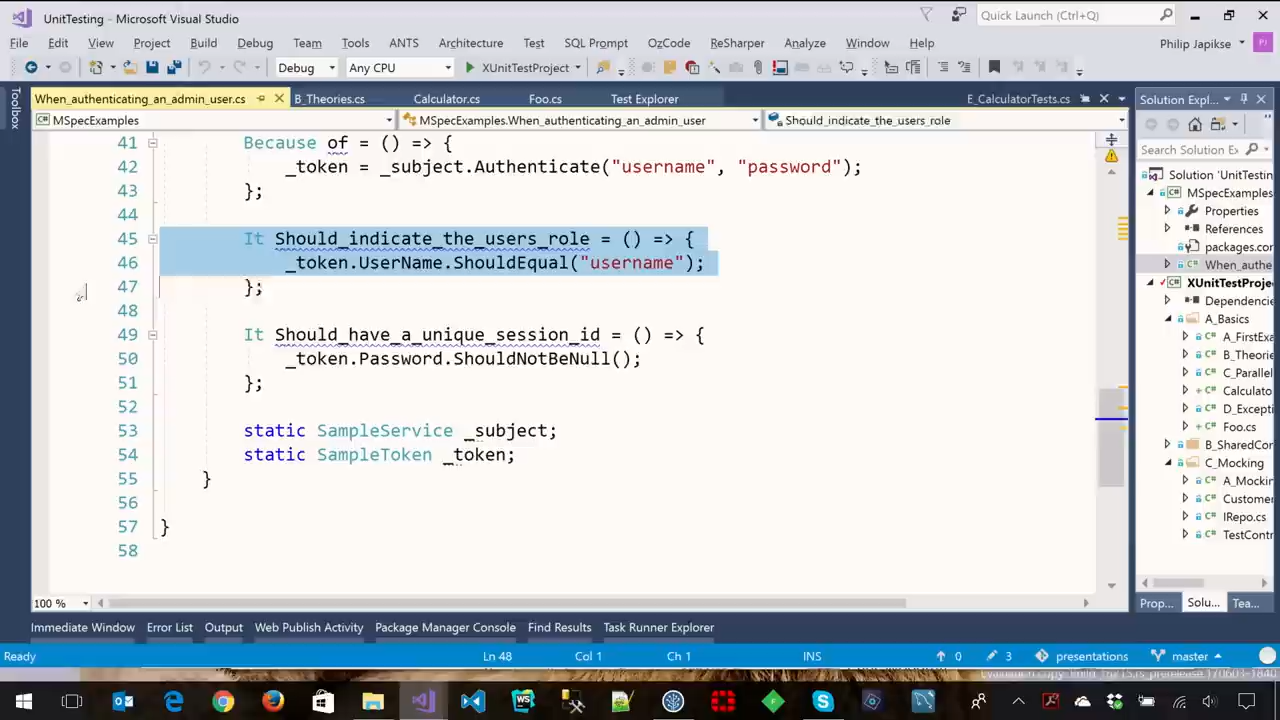 UnitTesting - Microsoft Visual Studio
Quick Launch (Ctrl+Q)
File Edit View Project Build Debug Team Tools ANTS Architecture Test SQL Prompt OzCode ReSharper Analyze Window Help
Philip Japikse PJ
Debug Any CPU XUnitTestProject
Toolbox
When_authenticating_an_admin_user.cs B_Theories.cs Calculator.cs Foo.cs Test Explorer E_CalculatorTests.cs
MSpecExamples MSpecExamples.When_authenticating_an_admin_user Should_indicate_the_users_role
41 Because of = () => {
42 _token = _subject.Authenticate("username", "password");
43 };
44
45 It Should_indicate_the_users_role = () => {
46 _token.UserName.ShouldEqual("username");
47 };
48
49 It Should_have_a_unique_session_id = () => {
50 _token.Password.ShouldNotBeNull();
51 };
52
53 static SampleService _subject;
54 static SampleToken _token;
55 }
56
57 }
58
100 %
Solution Expl...
Search Solution Ex
Solution 'UnitTesting
MSpecExamples
Properties
References
packages.con
When_authe
XUnitTestProje
Dependencie
A_Basics
A_FirstExa
B_Theorie
C_Parallel
Calculato
D_Excepti
Foo.cs
B_SharedCon
C_Mocking
A_Mockin
Custome
IRepo.cs
TestContr
Prop... Solu... Tea...
Immediate Window Error List Output Web Publish Activity Package Manager Console Find Results Task Runner Explorer
Ready Ln 48 Col 1 Ch 1 INS 0 3 presentations master